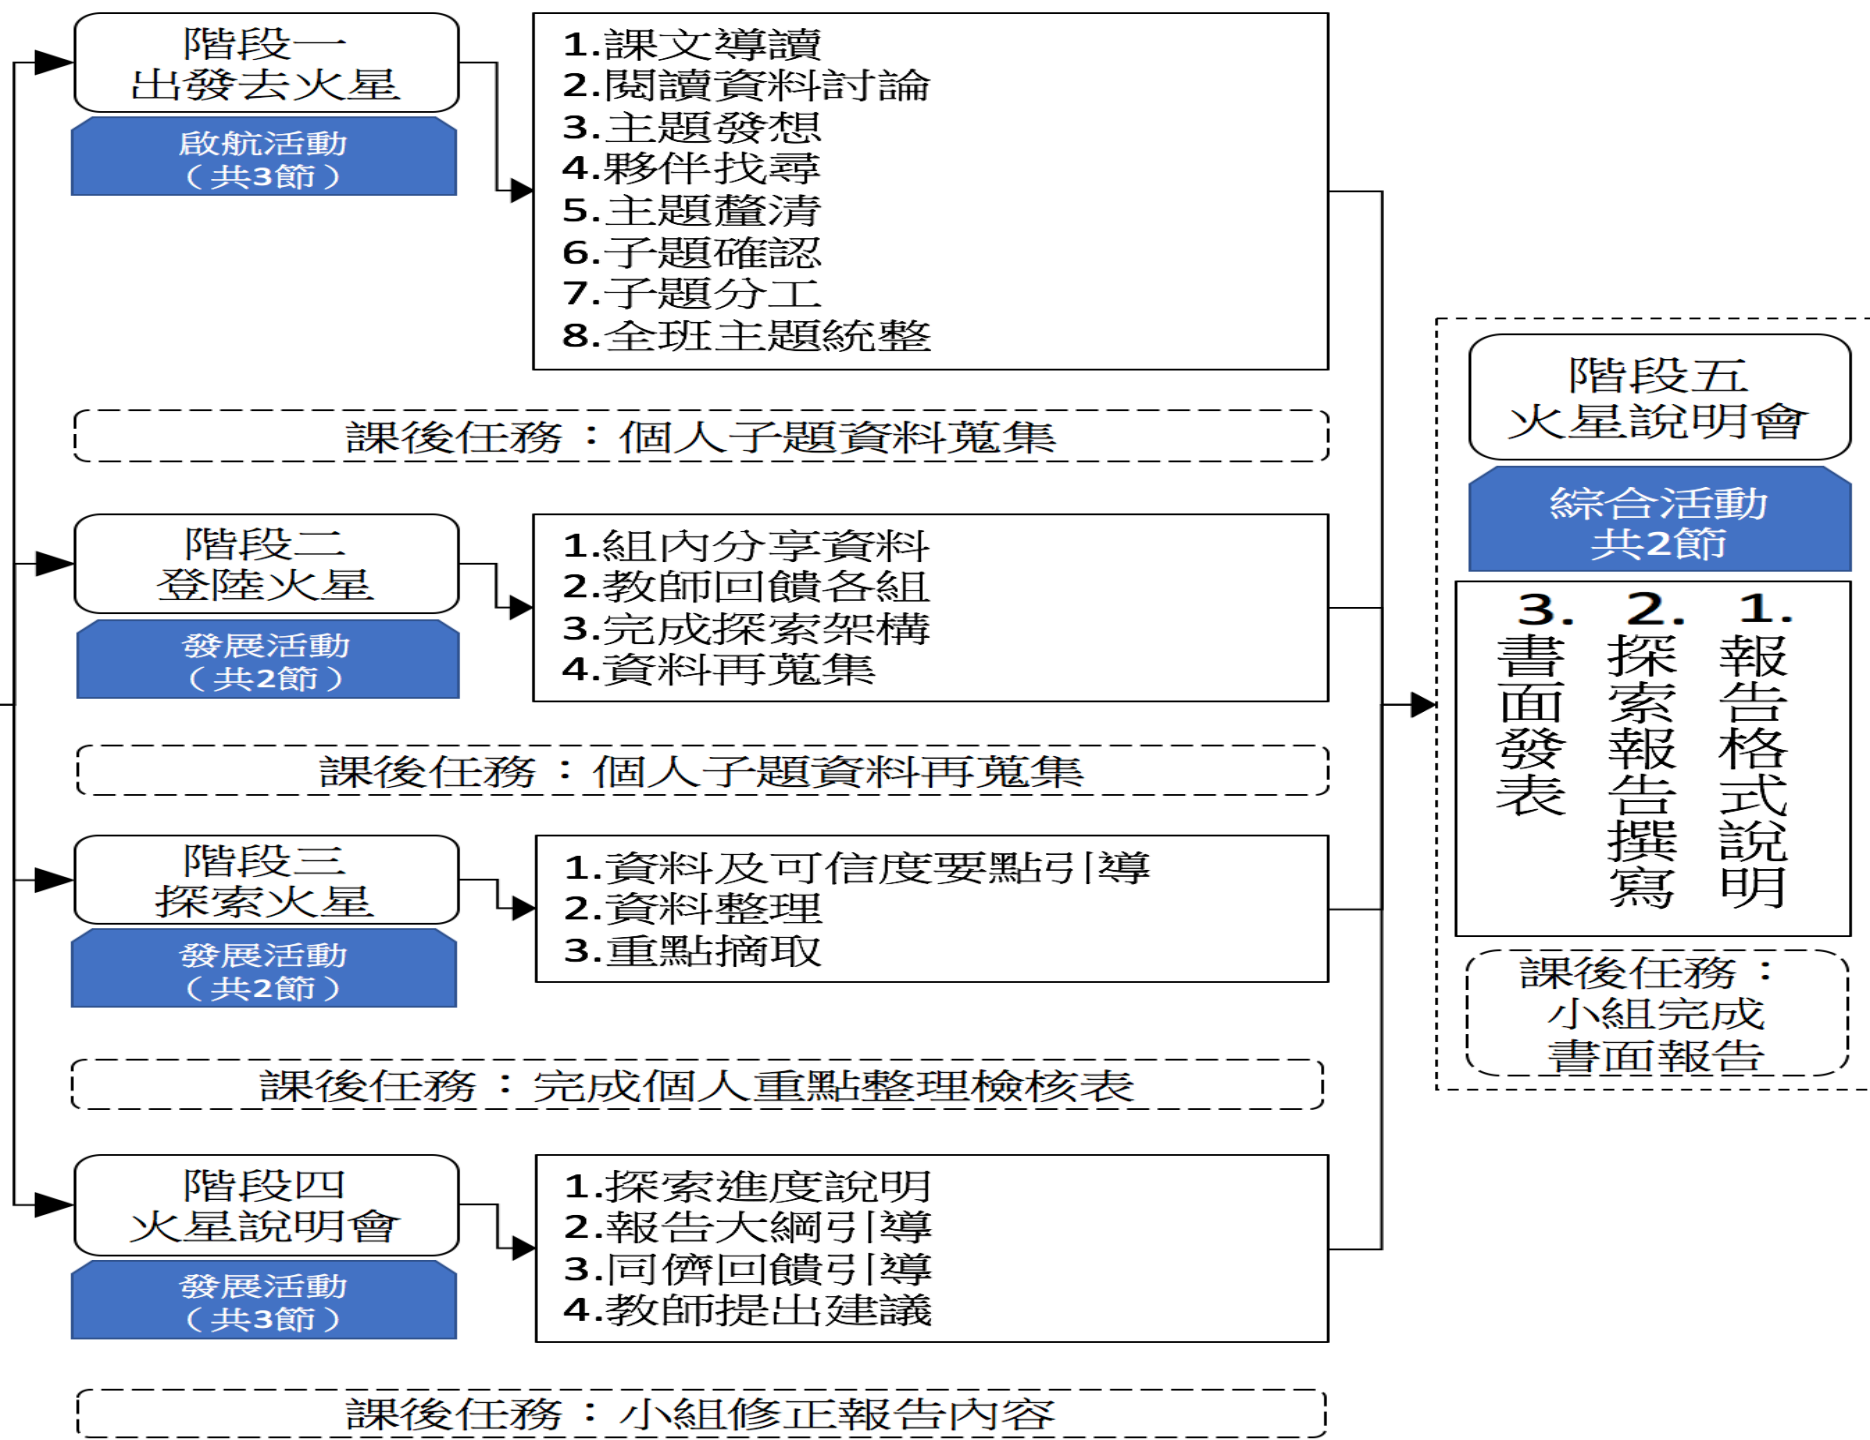 階段一
出發去火星
啟航活動
（共3節）
1.課文導讀
2.閱讀資料討論
3.主題發想
4.夥伴找尋
5.主題釐清
6.子題確認
7.子題分工
8.全班主題統整
課後任務：個人子題資料蒐集
階段二
登陸火星
發展活動
（共2節）
1.組內分享資料
2.教師回饋各組
3.完成探索架構
4.資料再蒐集
課後任務：個人子題資料再蒐集
階段三
探索火星
發展活動
（共2節）
1.資料及可信度要點引導
2.資料整理
3.重點摘取
課後任務：完成個人重點整理檢核表
階段四
火星說明會
發展活動
（共3節）
1.探索進度說明
2.報告大綱引導
3.同儕回饋引導
4.教師提出建議
課後任務：小組修正報告內容
階段五
火星說明會
綜合活動
共2節
1.報告格式說明
2.探索報告撰寫
3.書面發表
課後任務：
小組完成
書面報告